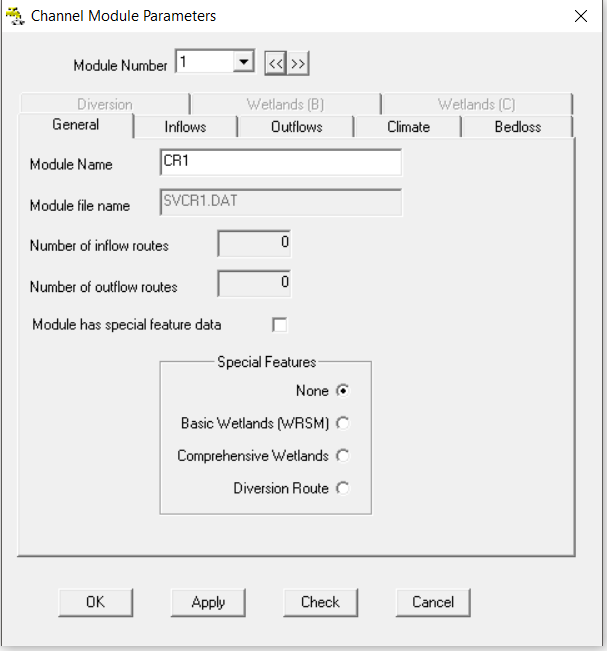 Channel Module Parameters
Module Number 1 << >>
Diversion Wetlands (B) Wetlands (C)
General Inflows Outflows Climate Bedloss
Module Name CR1
Module file name SVCR1.DAT
Number of inflow routes 0
Number of outflow routes 0
Module has special feature data
Special Features
None
Basic Wetlands (WRSM)
Comprehensive Wetlands
Diversion Route
OK Apply Check Cancel